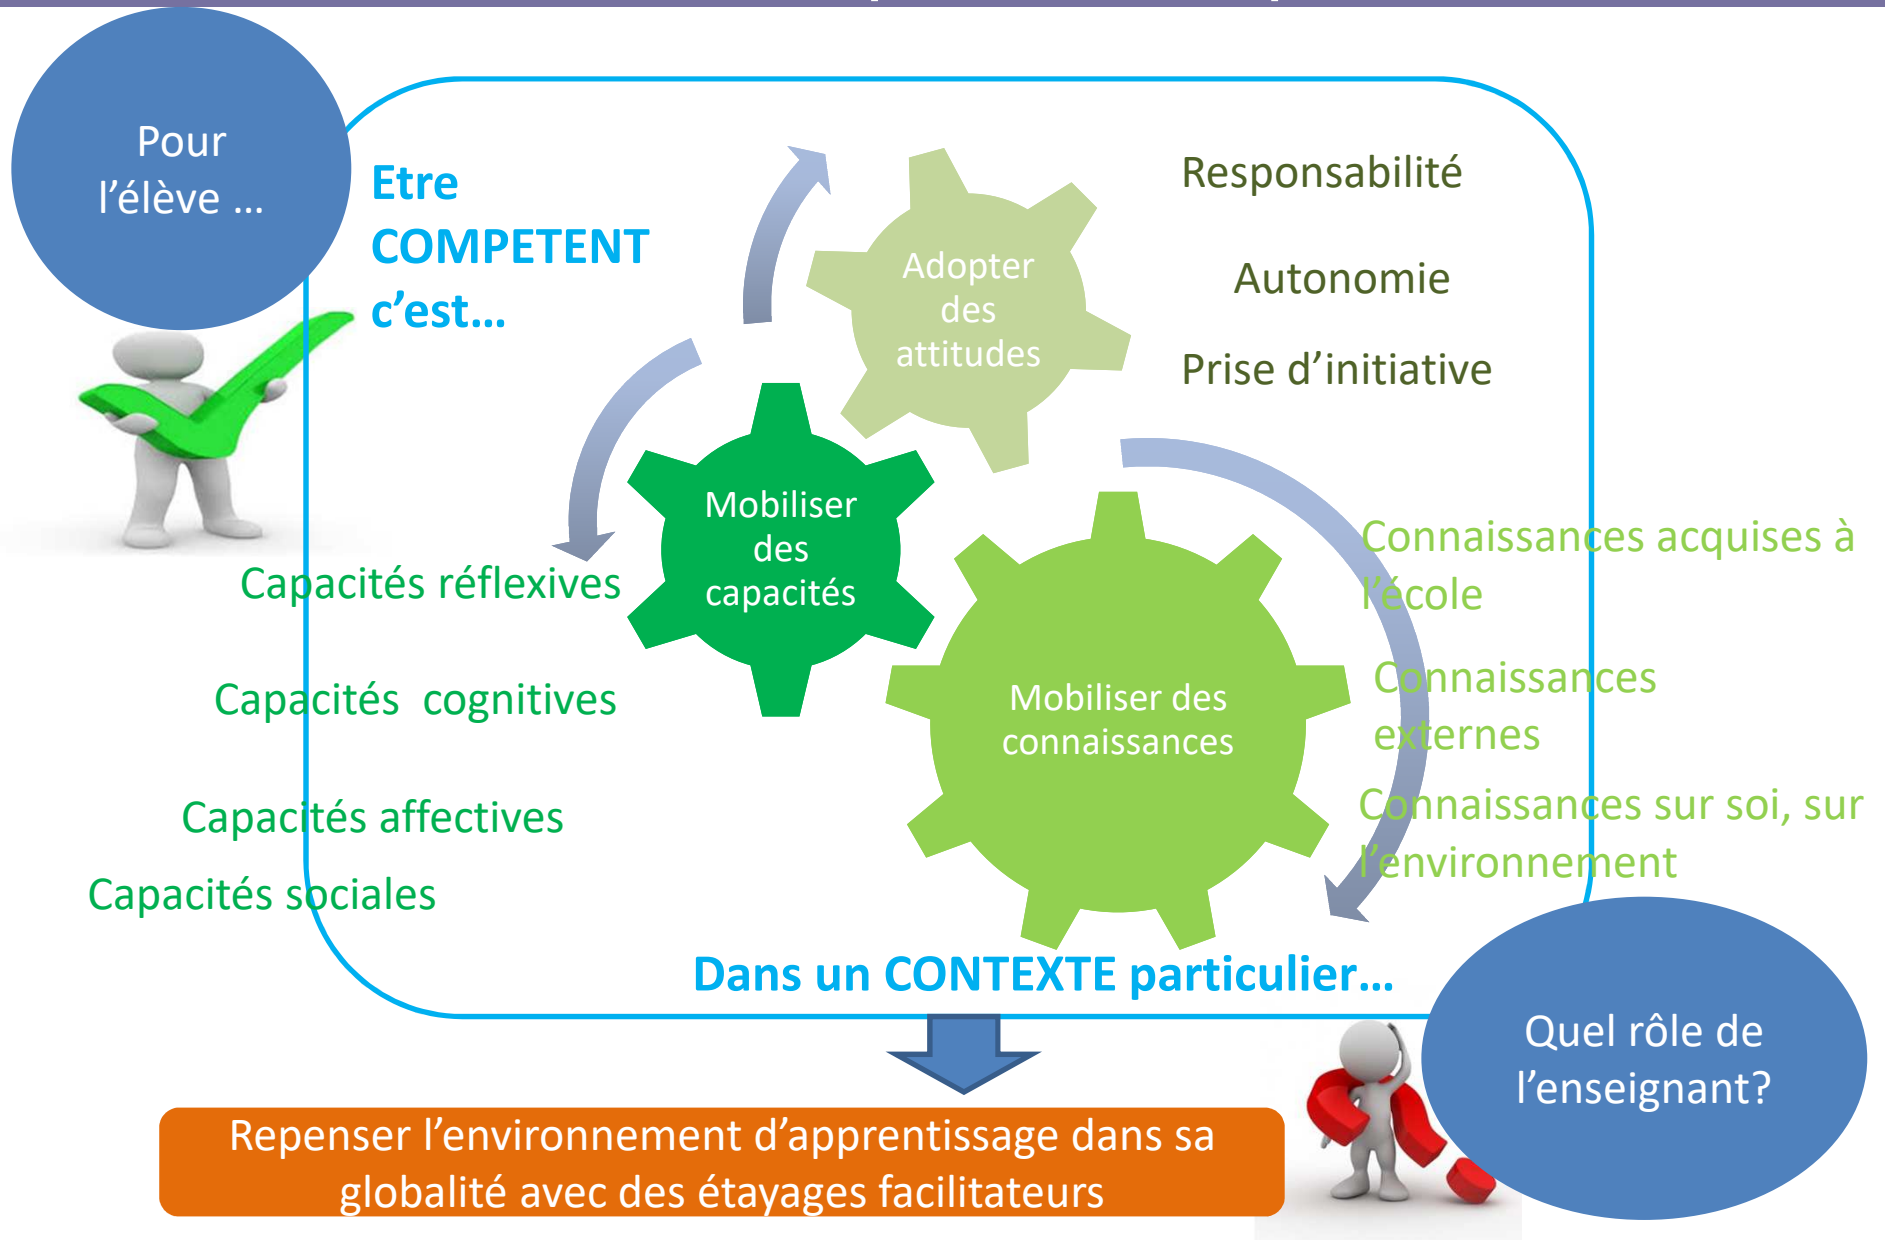 Pour
l’élève …
Etre
COMPETENT
c’est…
Adopter
des
attitudes
Responsabilité
Autonomie
Prise d’initiative
Mobiliser
des
capacités
Capacités réflexives
Capacités  cognitives
Capacités affectives
Capacités sociales
Mobiliser des
connaissances
Connaissances acquises à
l’école
Connaissances
externes
Connaissances sur soi, sur
l’environnement
Dans un CONTEXTE particulier…
Quel rôle de
l’enseignant?
Repenser l’environnement d’apprentissage dans sa
globalité avec des étayages facilitateurs